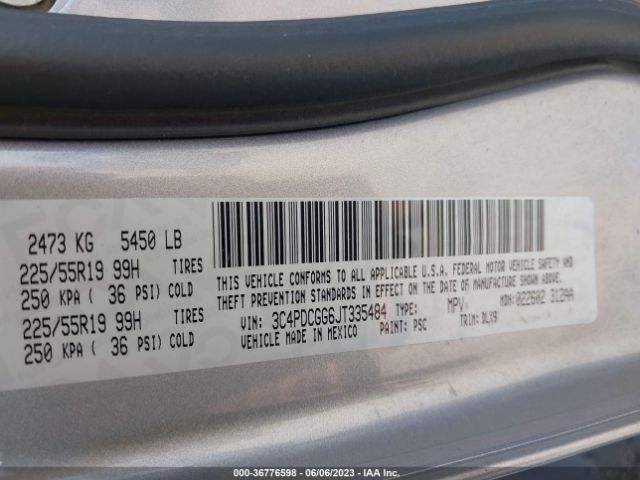 2473 KG 5450 LB
225/55R19 99H TIRES
250 KPA ( 36 PSI) COLD
225/55R19 99H TIRES
250 KPA ( 36 PSI) COLD
THIS VEHICLE CONFORMS TO ALL APPLICABLE U.S.A. FEDERAL MOTOR VEHICLE SAFETY AND
THEFT PREVENTION STANDARDS IN EFFECT ON THE DATE OF MANUFACTURE SHOWN ABOVE.
VIN: 3C4PDCGG6JT335484 TYPE: MPV MDH: 022602 312AA
VEHICLE MADE IN MEXICO PAINT: PSC TRIM: DLX9
000-36776598 - 06/06/2023 - IAA Inc.